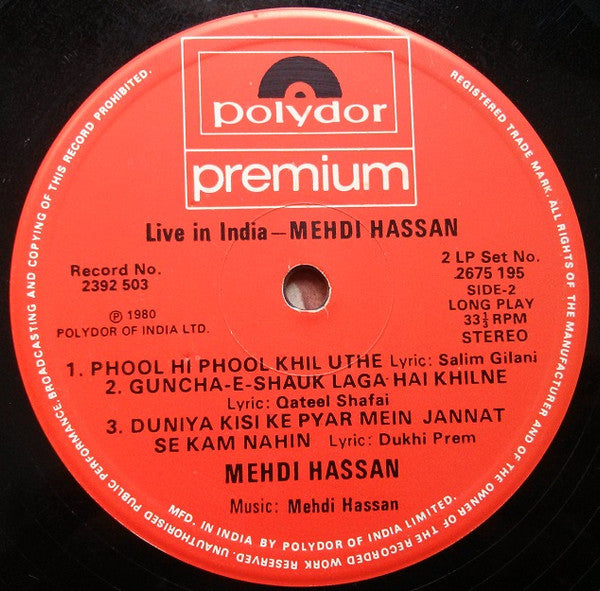 polydor
premium
Live in India – MEHDI HASSAN
Record No.
2392 503
℗ 1980
POLYDOR OF INDIA LTD.
2 LP Set No.
2675 195
SIDE-2
LONG PLAY
33⅓ RPM
STEREO
1. PHOOL HI PHOOL KHIL UTHE Lyric: Salim Gilani
2. GUNCHA-E-SHAUK LAGA HAI KHILNE
Lyric: Qateel Shafai
3. DUNIYA KISI KE PYAR MEIN JANNAT
SE KAM NAHIN Lyric: Dukhi Prem
MEHDI HASSAN
Music: Mehdi Hassan
MFD. IN INDIA BY POLYDOR OF INDIA LIMITED.
REGISTERED TRADE MARK. ALL RIGHTS OF THE MANUFACTURER AND OF THE OWNER OF THE RECORDED WORK RESERVED. UNAUTHORISED PUBLIC PERFORMANCE. BROADCASTING AND COPYING OF THIS RECORD PROHIBITED.